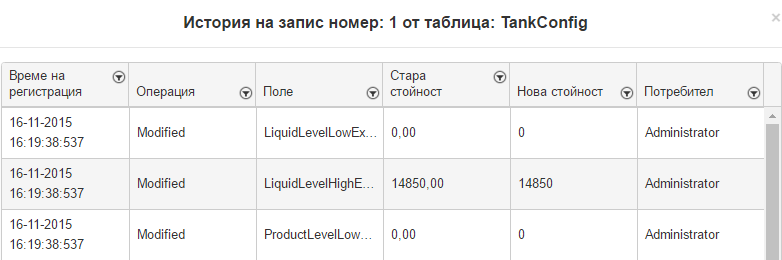 История на запис номер: 1 от таблица: TankConfig
×
Време на
регистрация
Операция
Поле
Стара
стойност
Нова стойност
Потребител
16-11-2015
16:19:38:537
Modified
LiquidLevelLowEx...
0,00
0
Administrator
16-11-2015
16:19:38:537
Modified
LiquidLevelHighE...
14850,00
14850
Administrator
16-11-2015
16:19:38:537
Modified
ProductLevelLow...
0,00
0
Administrator